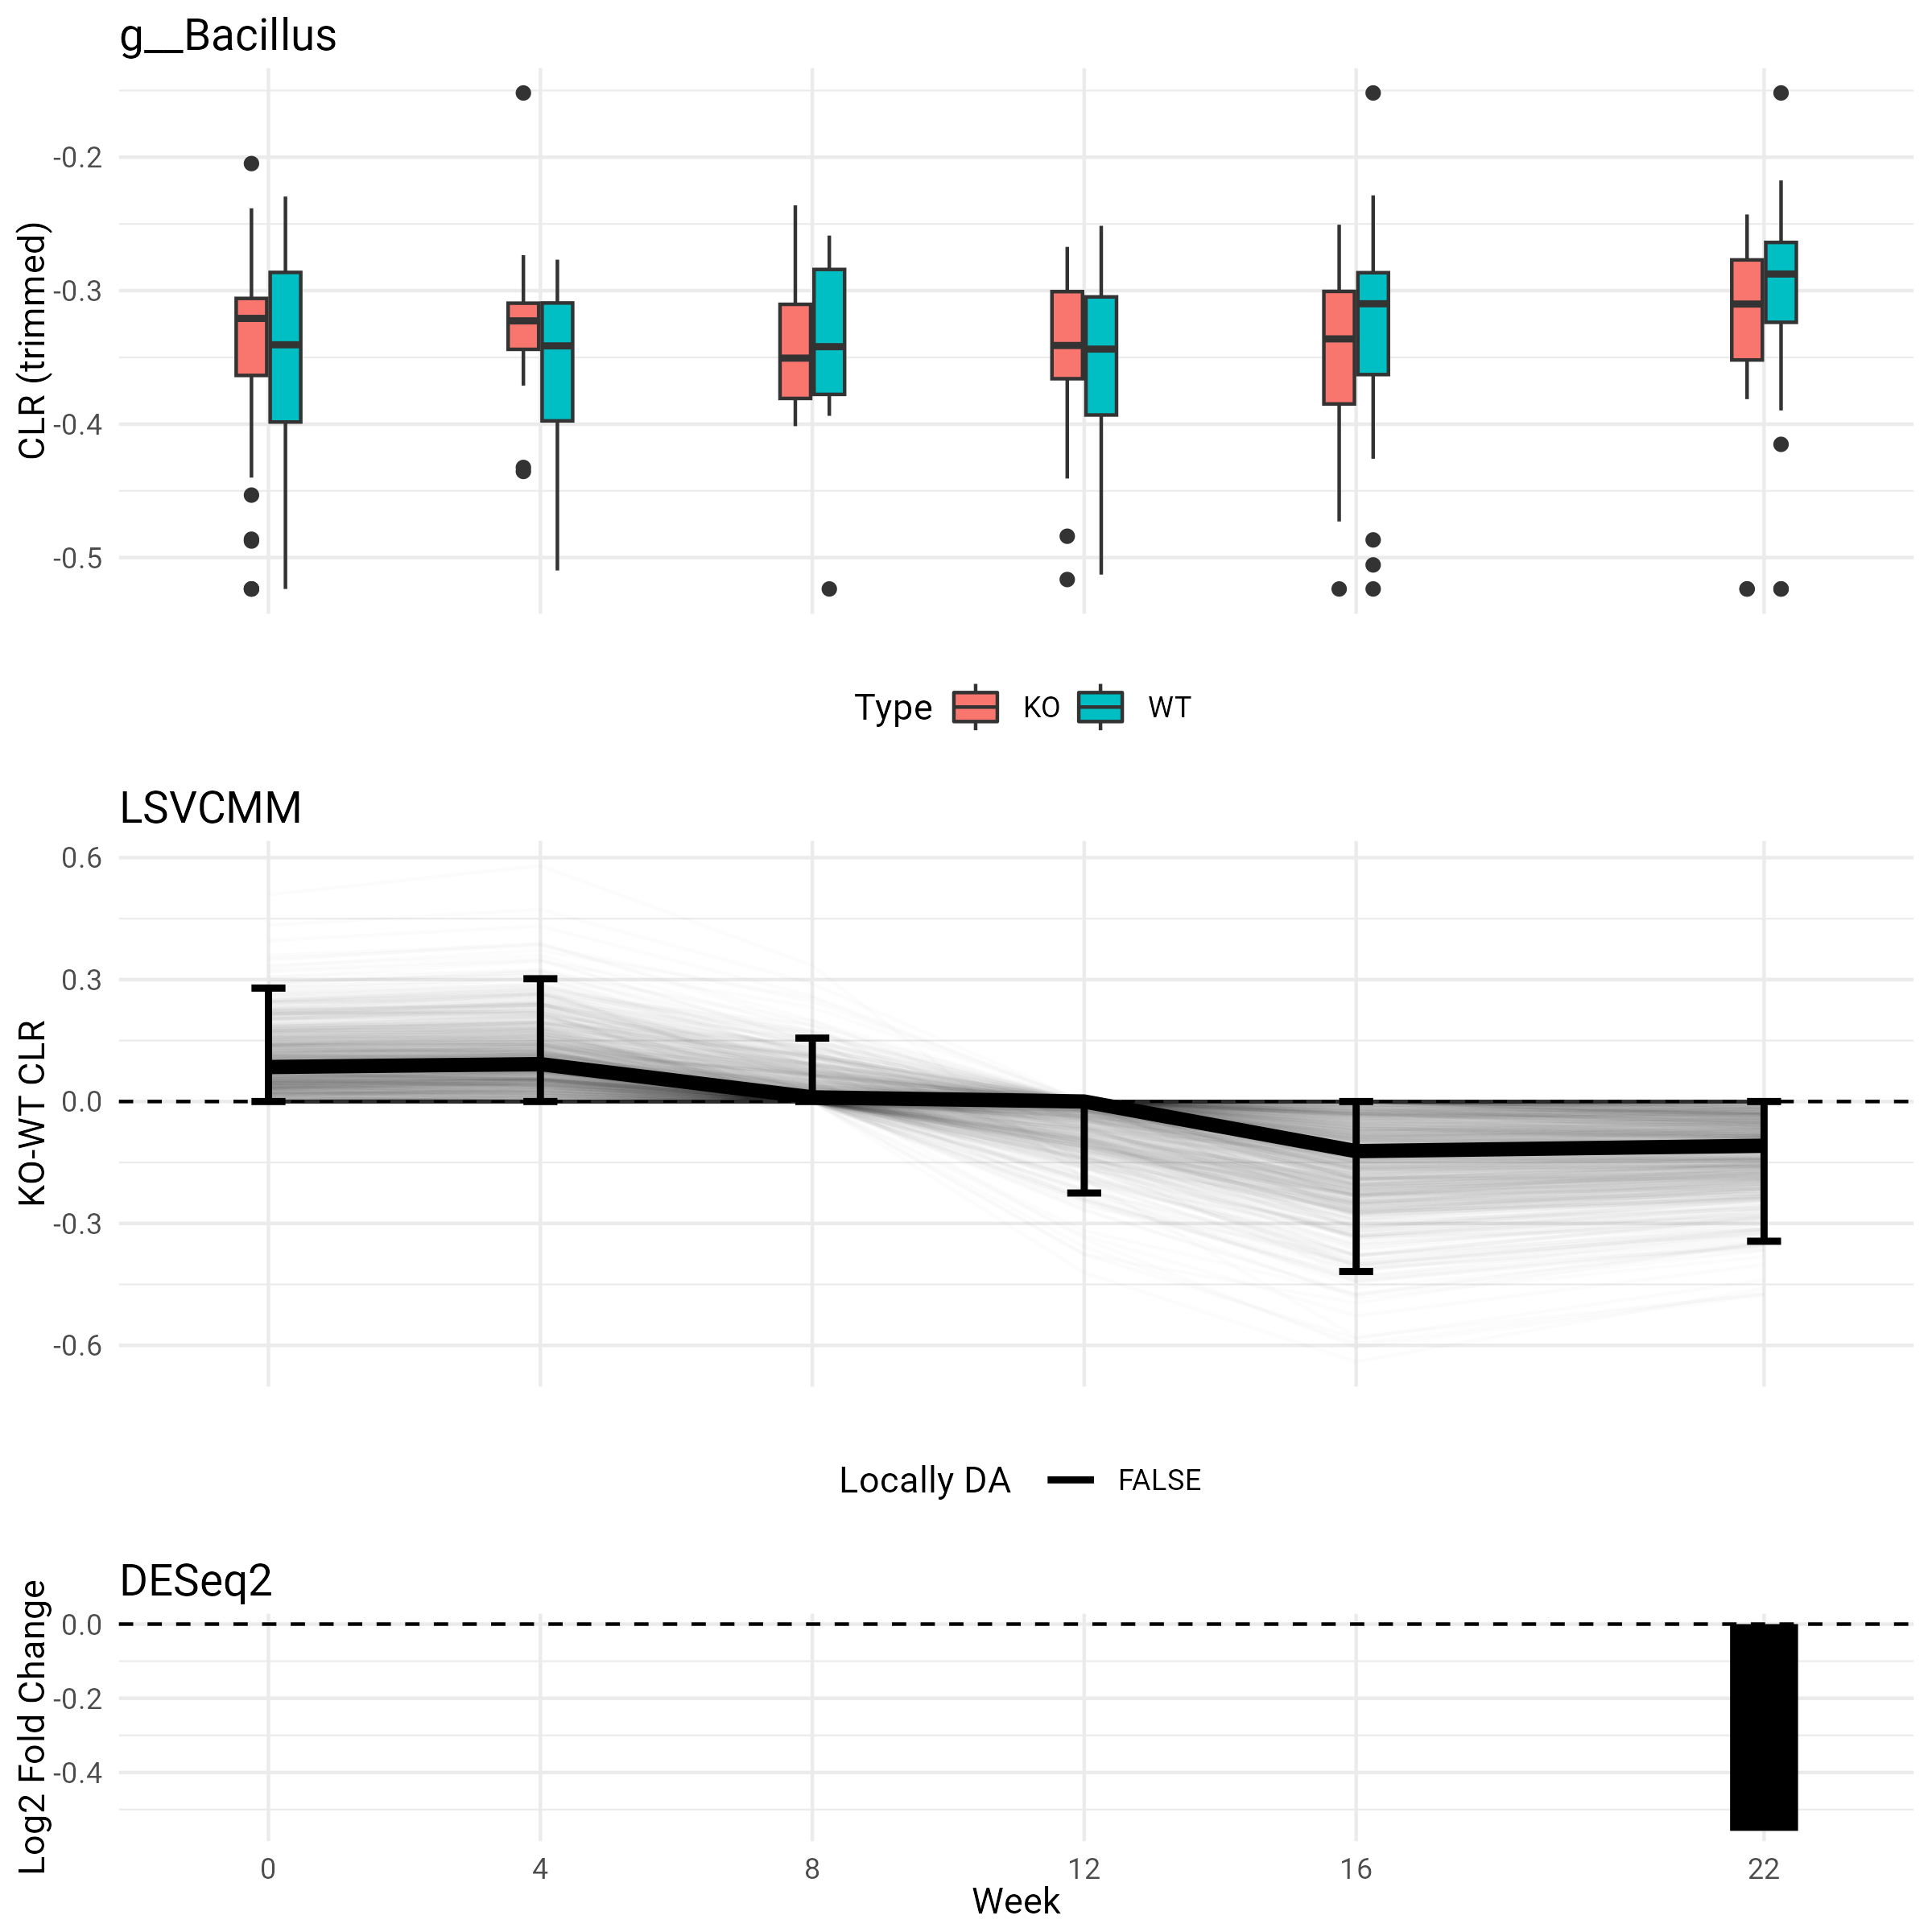 g__Bacillus
CLR (trimmed)
-0.2
-0.3
-0.4
-0.5
Type KO WT
LSVCMM
KO-WT CLR
0.6
0.3
0.0
-0.3
-0.6
Locally DA FALSE
DESeq2
Log2 Fold Change
0.0
-0.2
-0.4
0 4 8 12 16 22
Week